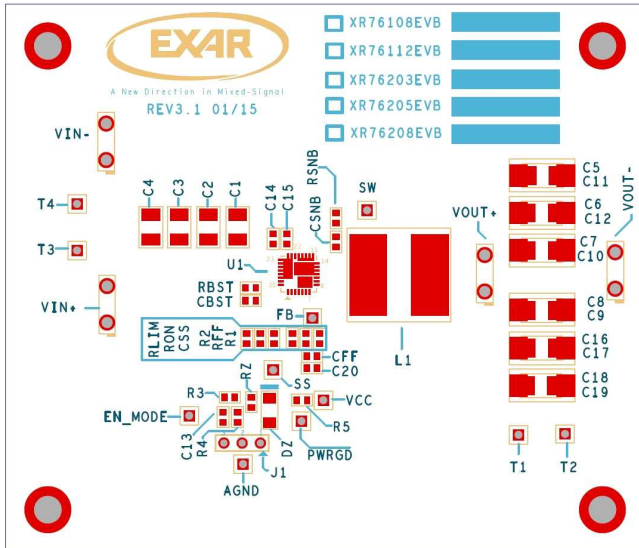 EXAR
A New Direction in Mixed-Signal
REV3.1 01/15
XR76108EVB
XR76112EVB
XR76203EVB
XR76205EVB
XR76208EVB
VIN-
T4
T3
VIN+
C4
C3
C2
C1
C14
C15
CSNB
RSNB
SW
VOUT+
VOUT-
C5
C11
C6
C12
C7
C10
C8
C9
C16
C17
C18
C19
U1
RBST
CBST
FB
L1
RLIM
RON
CSS
R2
RFF
R1
CFF
C20
SS
RZ
R3
EN_MODE
C13
R4
VCC
R5
DZ
PWRGD
J1
AGND
T1
T2